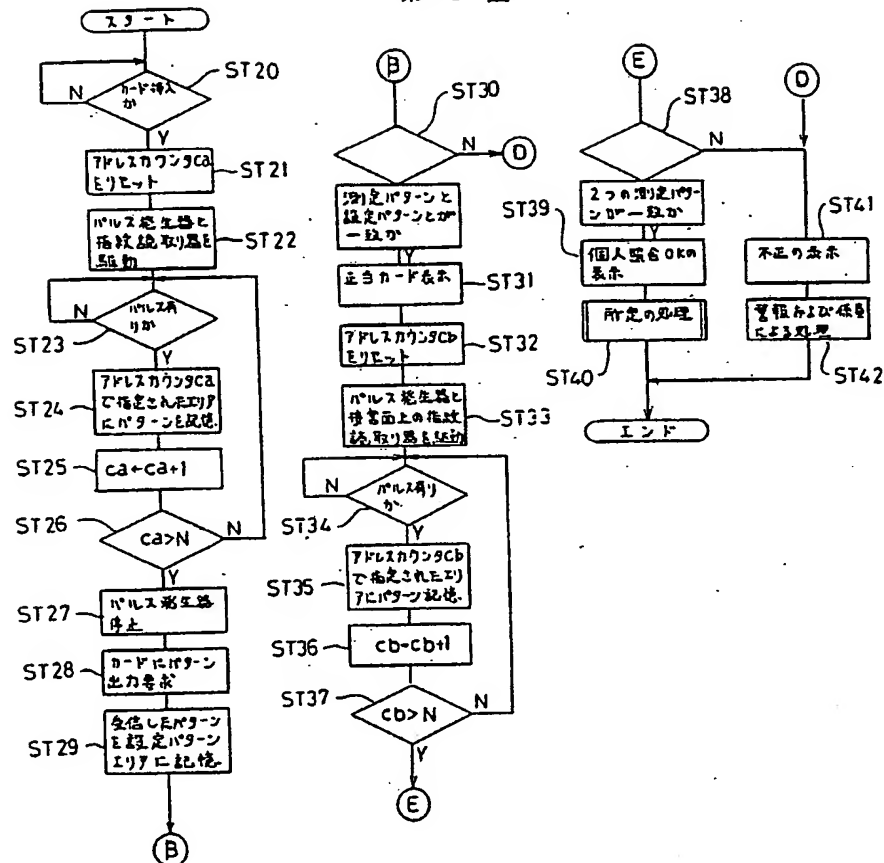 スタート
ST20
カード挿入
か
N
Y
アドレスカウンタCa
をリセット
ST21
パルス発生器と
指紋読取り器を
駆動
ST22
N
パルス有
りか
ST23
Y
アドレスカウンタCa
で指定されたエリア
にパターンを記憶
ST24
ST25
ca←ca+1
ST26
ca>N
N
Y
ST27
パルス発生器
停止
ST28
カードにパターン
出力要求
ST29
受信したパターン
を設定パターン
エリアに記憶
B
B
ST30
N
D
測定パターンと
設定パターンとが
一致か
Y
正当カード表示
ST31
アドレスカウンタCb
をリセット
ST32
パルス発生器と
接客面上の指紋
読取り器を駆動
ST33
N
パルス有り
か
ST34
Y
アドレスカウンタCb
で指定されたエリ
アにパターン記憶
ST35
ST36
cb←cb+1
ST37
cb>N
N
Y
E
E
ST38
N
D
2つの測定パター
ンが一致か
Y
ST39
個人照合OKの
表示
所定の処理
ST40
ST41
不正の表示
警報および係員
による処理
ST42
エンド